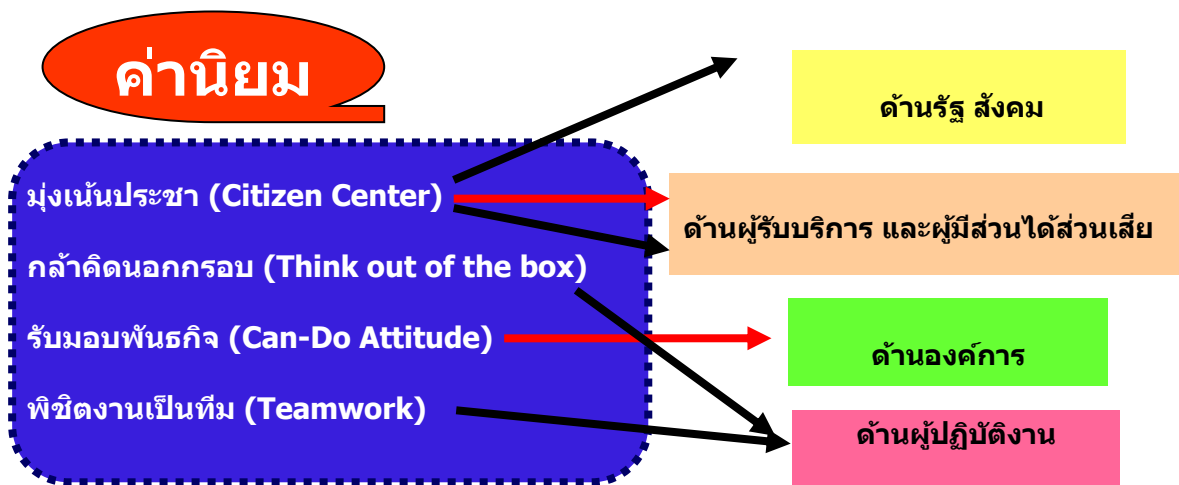 ค่านิยม
มุ่งเน้นประชา (Citizen Center)
กล้าคิดนอกกรอบ (Think out of the box)
รับมอบพันธกิจ (Can-Do Attitude)
พิชิตงานเป็นทีม (Teamwork)
ด้านรัฐ สังคม
ด้านผู้รับบริการ และผู้มีส่วนได้ส่วนเสีย
ด้านองค์การ
ด้านผู้ปฏิบัติงาน